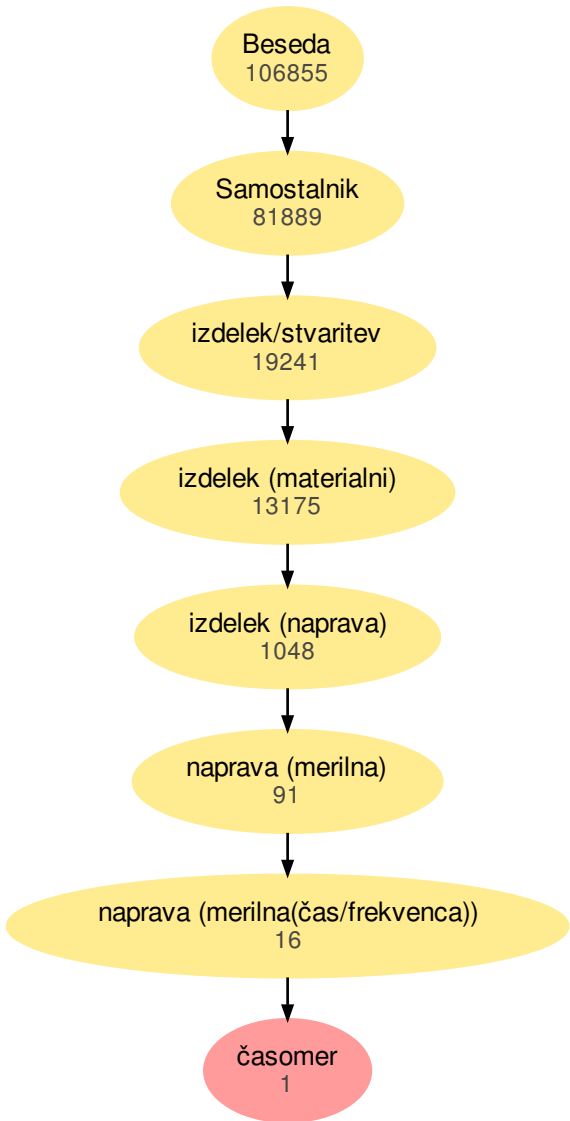 Beseda
106855
Samostalnik
81889
izdelek/stvaritev
19241
izdelek (materialni)
13175
izdelek (naprava)
1048
naprava (merilna)
91
naprava (merilna(čas/frekvenca))
16
časomer
1